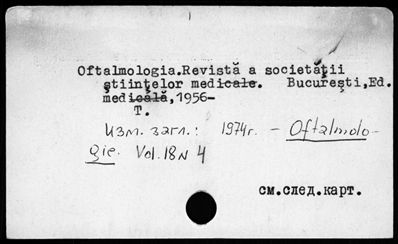 Oftalmologia.Revistă a societăţii
ştiinţelor medicale. Bucureşti,Ed.
medicală,1956-
T.
Изм. загл.: 1974г. - Oftalmolo-
gie. Vol.18 N 4
см.след.карт.